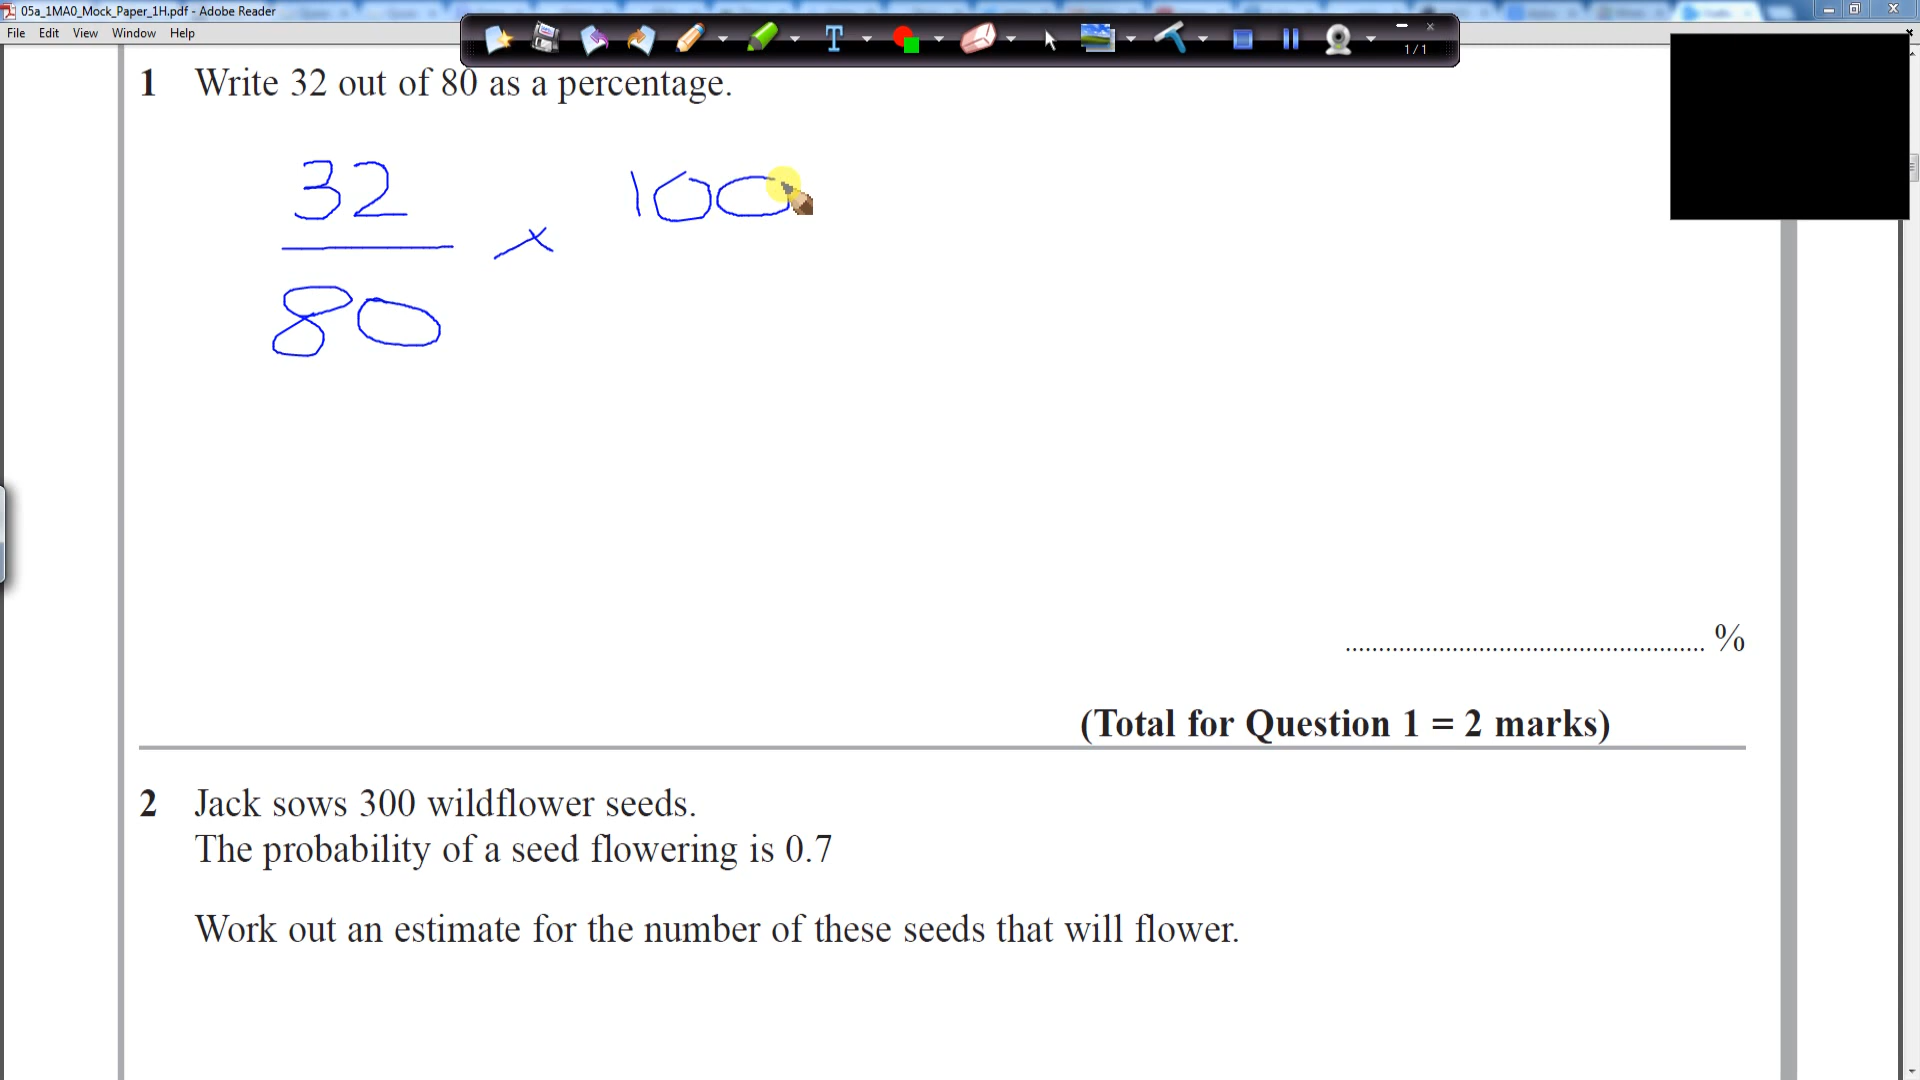 05a_1MA0_Mock_Paper_1H.pdf - Adobe Reader
File Edit View Window Help
T
1/1
1 Write 32 out of 80 as a percentage.
32
80
×
100
%
(Total for Question 1 = 2 marks)
2 Jack sows 300 wildflower seeds.
The probability of a seed flowering is 0.7
Work out an estimate for the number of these seeds that will flower.